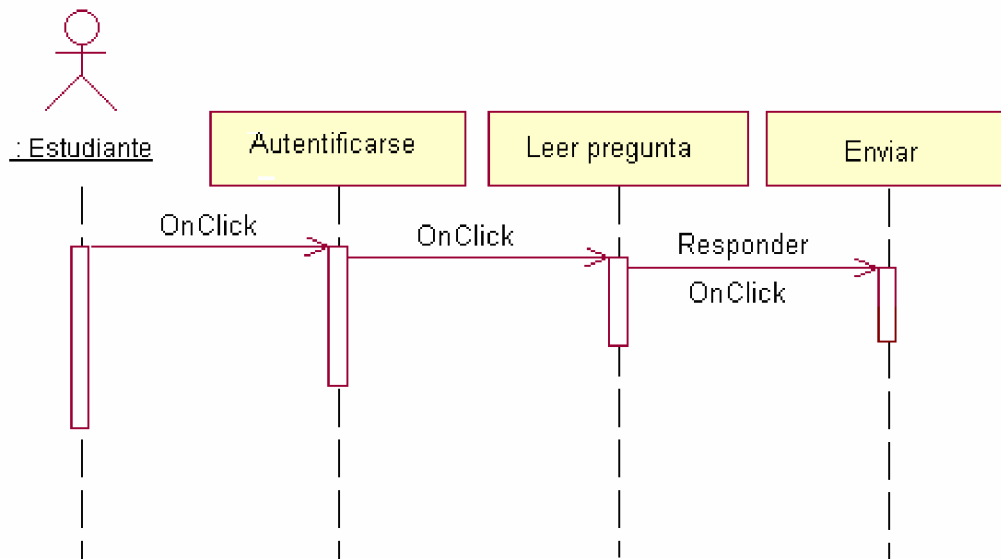 : Estudiante
Autentificarse
Leer pregunta
Enviar
OnClick
OnClick
Responder
OnClick